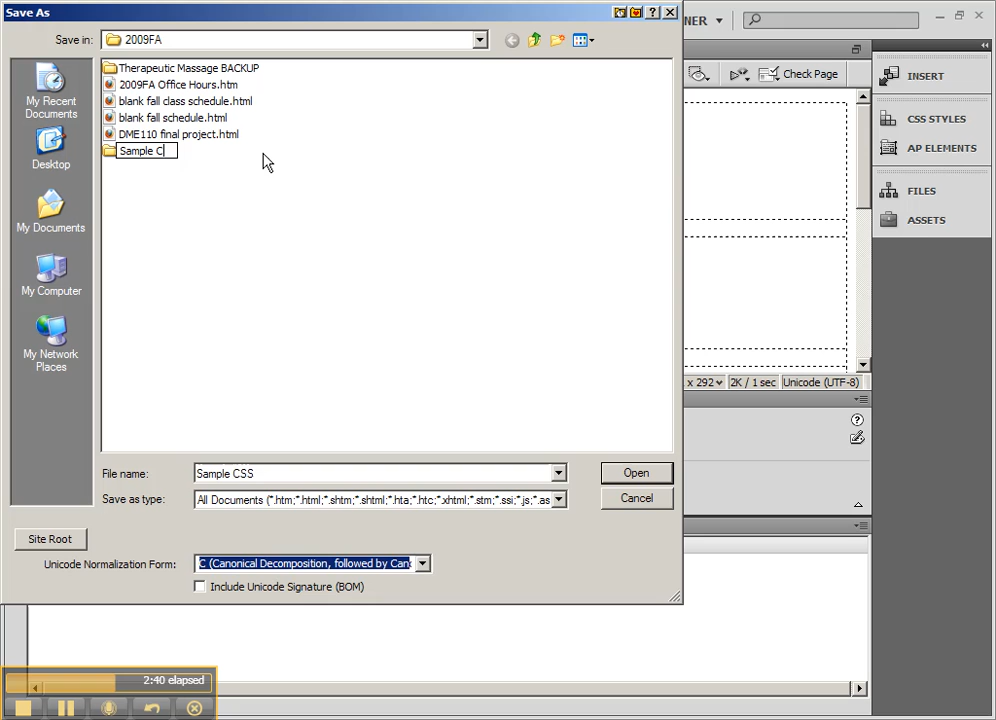 Save As
NER
Save in:
2009FA
Check Page
INSERT
My Recent
Documents
Therapeutic Massage BACKUP
2009FA Office Hours.htm
blank fall class schedule.html
blank fall schedule.html
DME110 final project.html
Sample C
CSS STYLES
AP ELEMENTS
Desktop
FILES
My Documents
ASSETS
My Computer
My Network
Places
x 292
2K / 1 sec
Unicode (UTF-8)
File name:
Sample CSS
Open
Save as type:
All Documents (*.htm;*.html;*.shtm;*.shtml;*.hta;*.htc;*.xhtml;*.stm;*.ssi;*.js;*.as
Cancel
Site Root
Unicode Normalization Form:
C (Canonical Decomposition, followed by Can
Include Unicode Signature (BOM)
2:40 elapsed